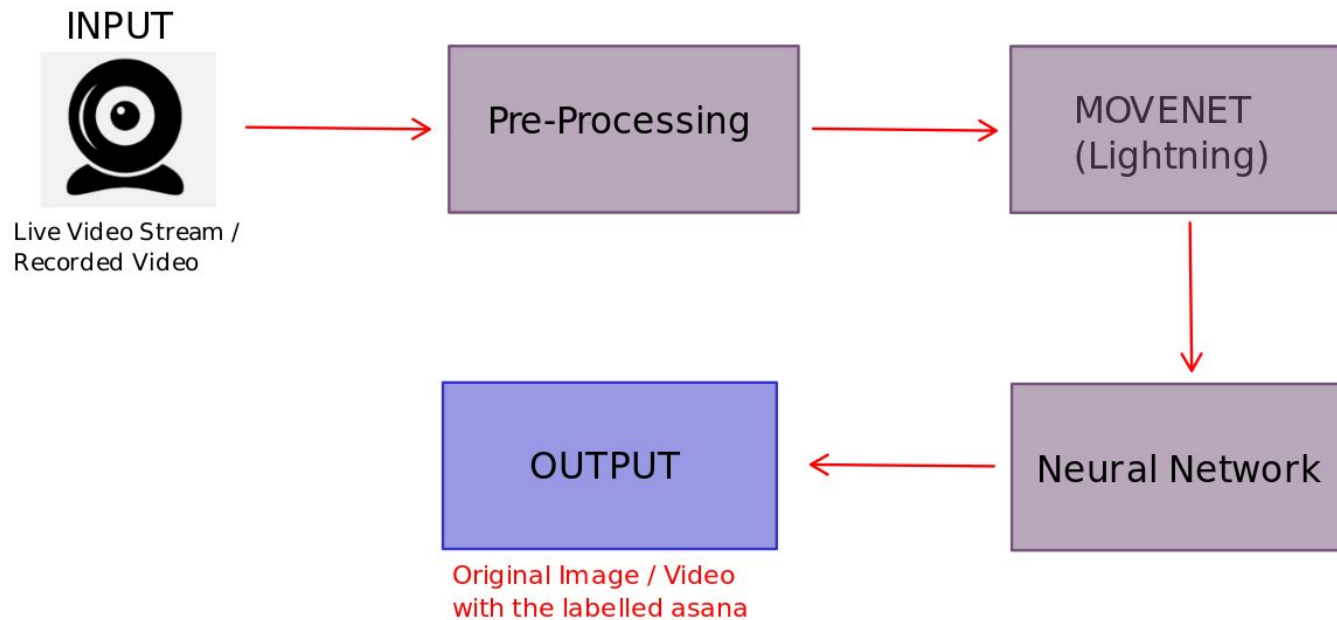 INPUT
Live Video Stream /
Recorded Video
Pre-Processing
MOVENET
(Lightning)
Neural Network
OUTPUT
Original Image / Video
with the labelled asana